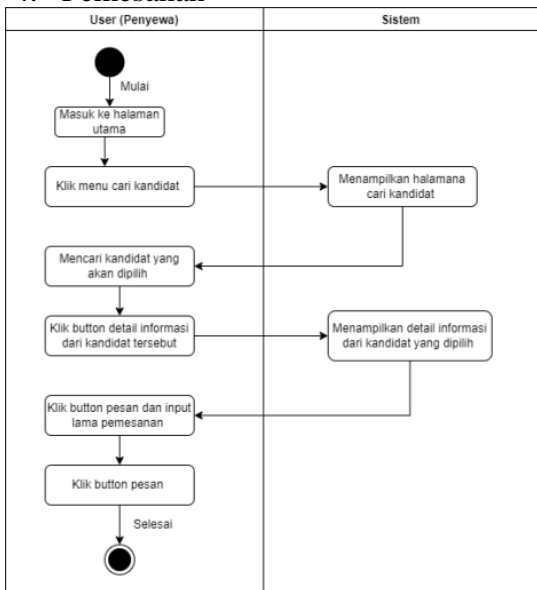 User (Penyewa)
Sistem
Mulai
Masuk ke halaman
utama
Klik menu cari kandidat
Menampilkan halamana
cari kandidat
Mencari kandidat yang
akan dipilih
Klik button detail informasi
dari kandidat tersebut
Menampilkan detail informasi
dari kandidat yang dipilih
Klik button pesan dan input
lama pemesanan
Klik button pesan
Selesai